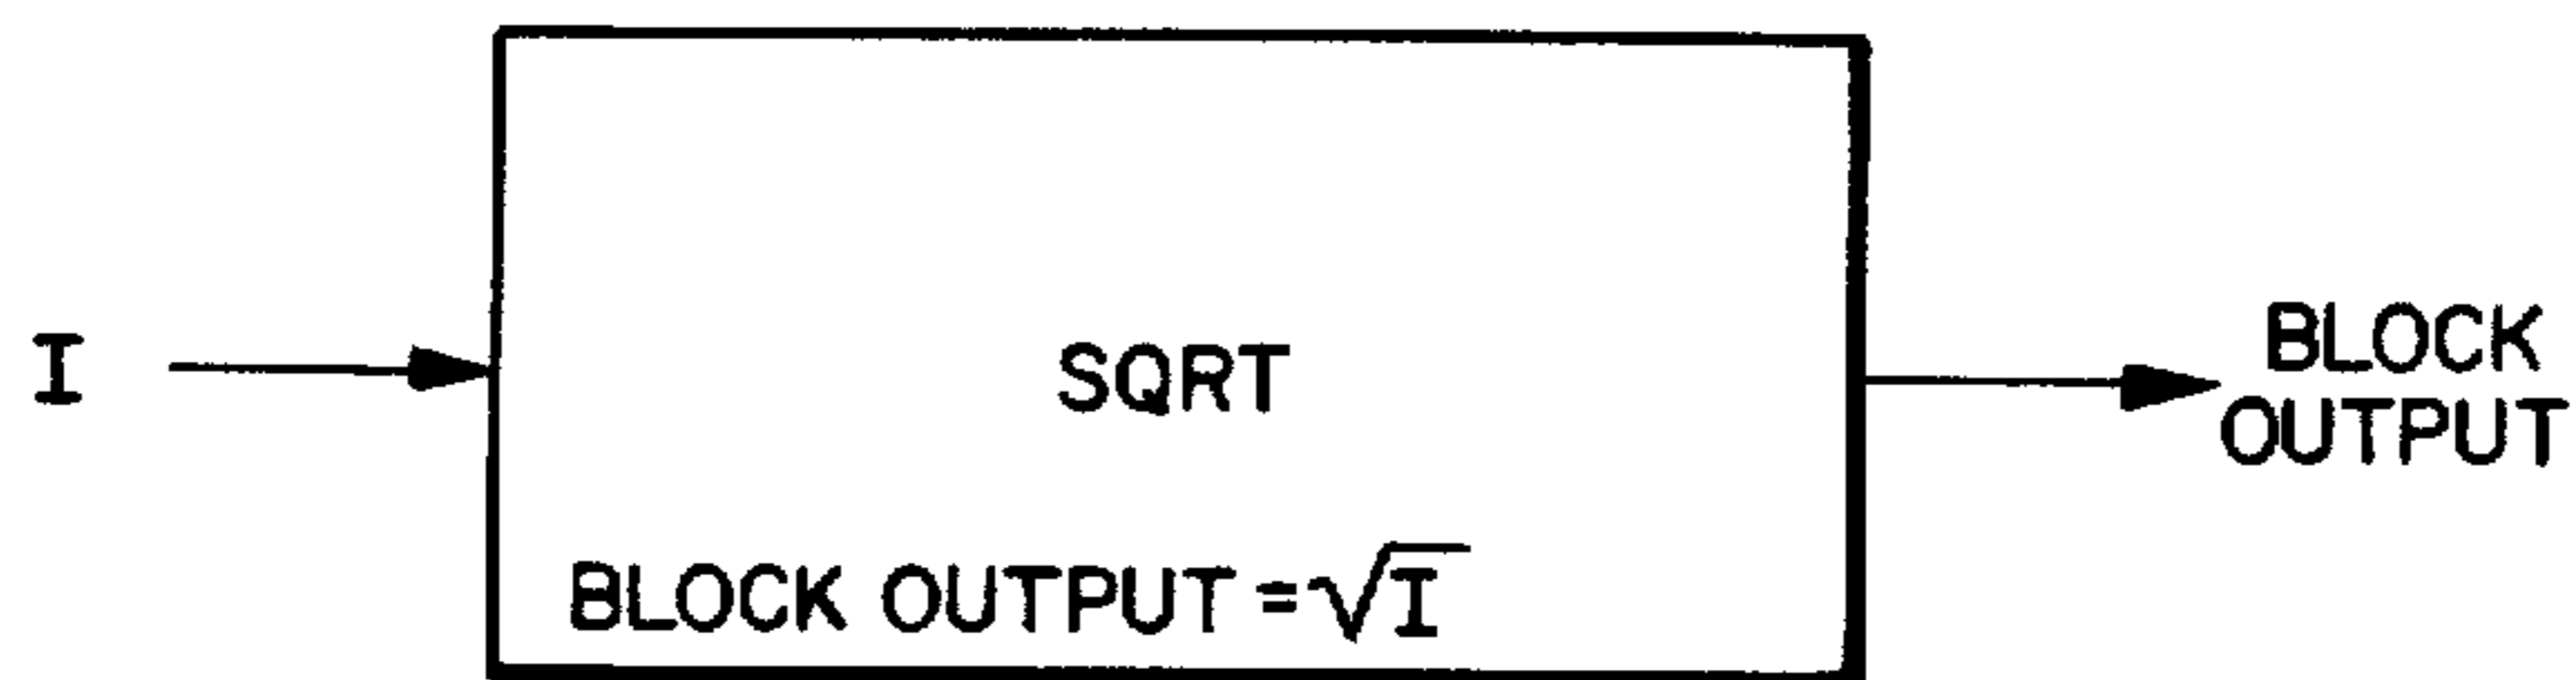 I
SQRT
BLOCK
OUTPUT
BLOCK OUTPUT = √I